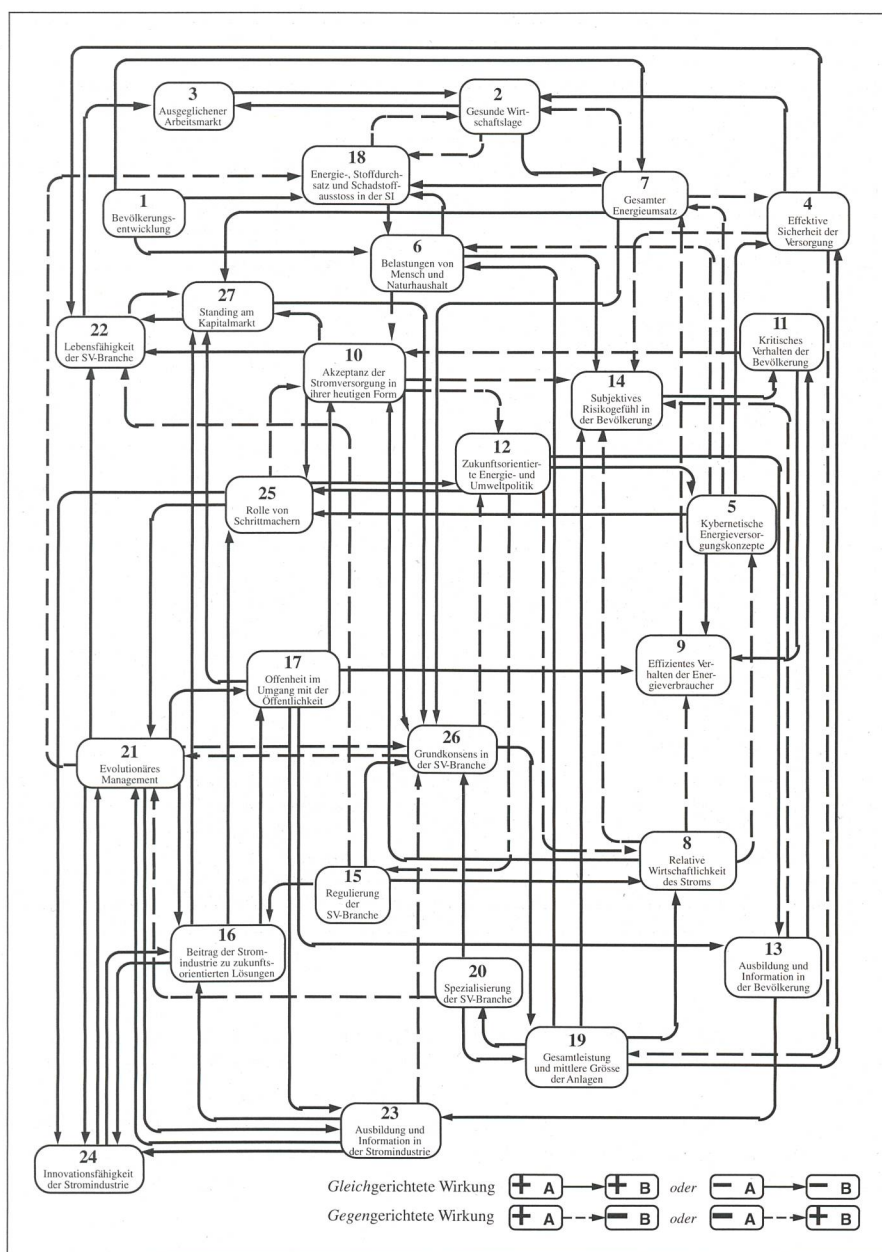 3
Ausgeglichener
Arbeitsmarkt
2
Gesunde Wirt-
schaftslage
18
Energie-, Stoffdurch-
satz und Schadstoff-
ausstoss in der SI
1
Bevölkerungs-
entwicklung
7
Gesamter
Energieumsatz
4
Effektive
Sicherheit der
Versorgung
6
Belastungen von
Mensch und
Naturhaushalt
27
Standing am
Kapitalmarkt
22
Lebensfähigkeit
der SV-Branche
11
Kritisches
Verhalten der
Bevölkerung
10
Akzeptanz der
Stromversorgung in
ihrer heutigen Form
14
Subjektives
Risikogefühl in
der Bevölkerung
12
Zukunftsorientier-
te Energie- und
Umweltpolitik
25
Rolle von
Schrittmachern
5
Kybernetische
Energieversor-
gungskonzepte
9
Effizientes Ver-
halten der Ener-
gieverbraucher
17
Offenheit im
Umgang mit der
Öffentlichkeit
26
Grundkonsens in
der SV-Branche
21
Evolutionäres
Management
8
Relative
Wirtschaftlichkeit
des Stroms
15
Regulierung
der
SV-Branche
16
Beitrag der Strom-
industrie zu zukunfts-
orientierten Lösungen
13
Ausbildung und
Information in
der Bevölkerung
20
Spezialisierung
der SV-Branche
19
Gesamtleistung
und mittlere Grösse
der Anlagen
23
Ausbildung und
Information in
der Stromindustrie
24
Innovationsfähigkeit
der Stromindustrie
Gleichgerichtete Wirkung + A + B oder − A − B
Gegengerichtete Wirkung + A − B oder − A + B